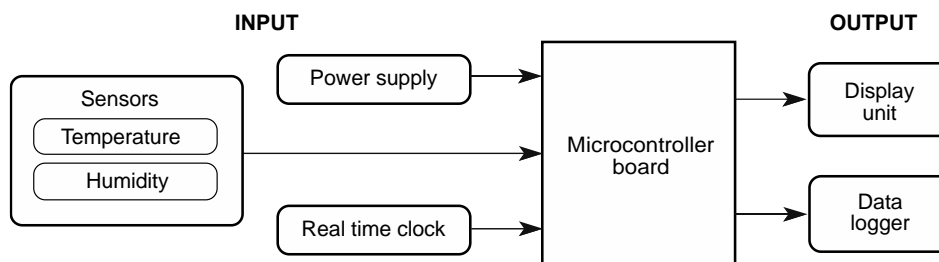 INPUT
OUTPUT
Power supply
Sensors
Temperature
Humidity
Real time clock
Microcontroller
board
Display
unit
Data
logger